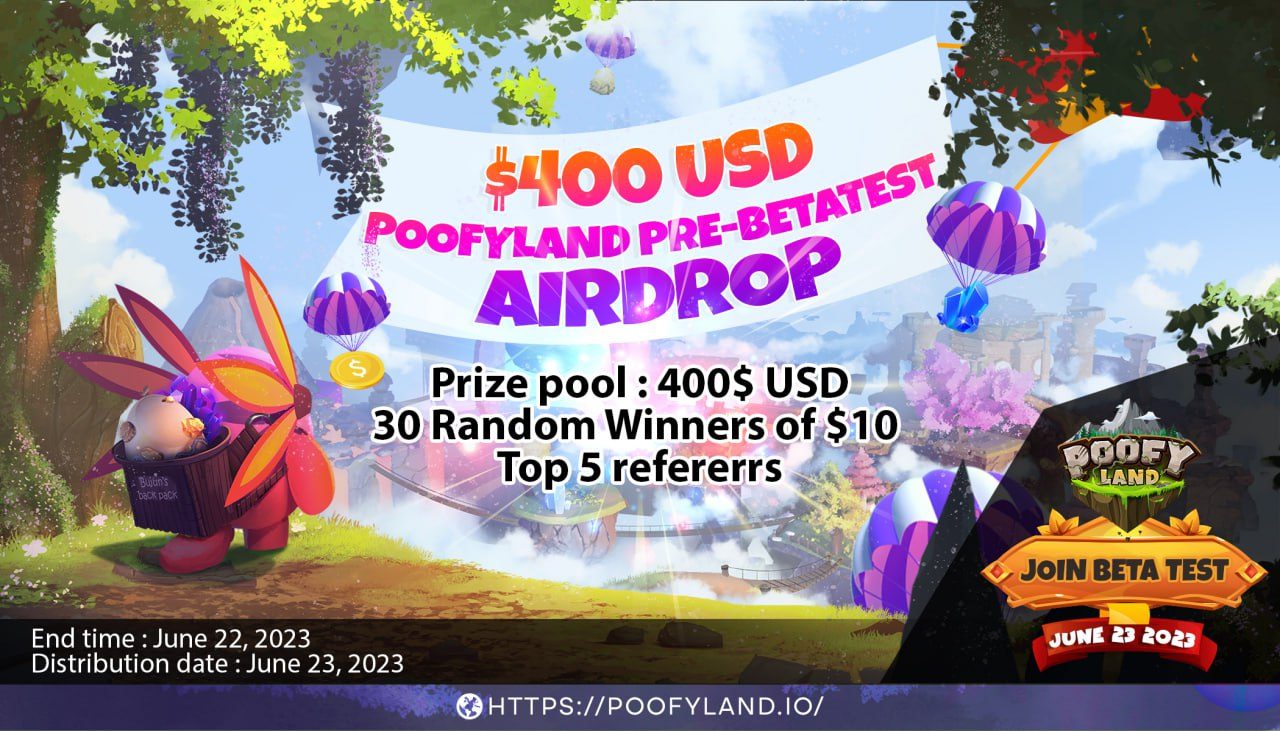 $400 USD
POOFYLAND PRE-BETATEST
AIRDROP
$
Prize pool : 400$ USD
30 Random Winners of $10
Top 5 refererrs
Bujun's
back pack
POOFY
LAND
JOIN BETA TEST
JUNE 23 2023
End time : June 22, 2023
Distribution date : June 23, 2023
HTTPS://POOFYLAND.IO/